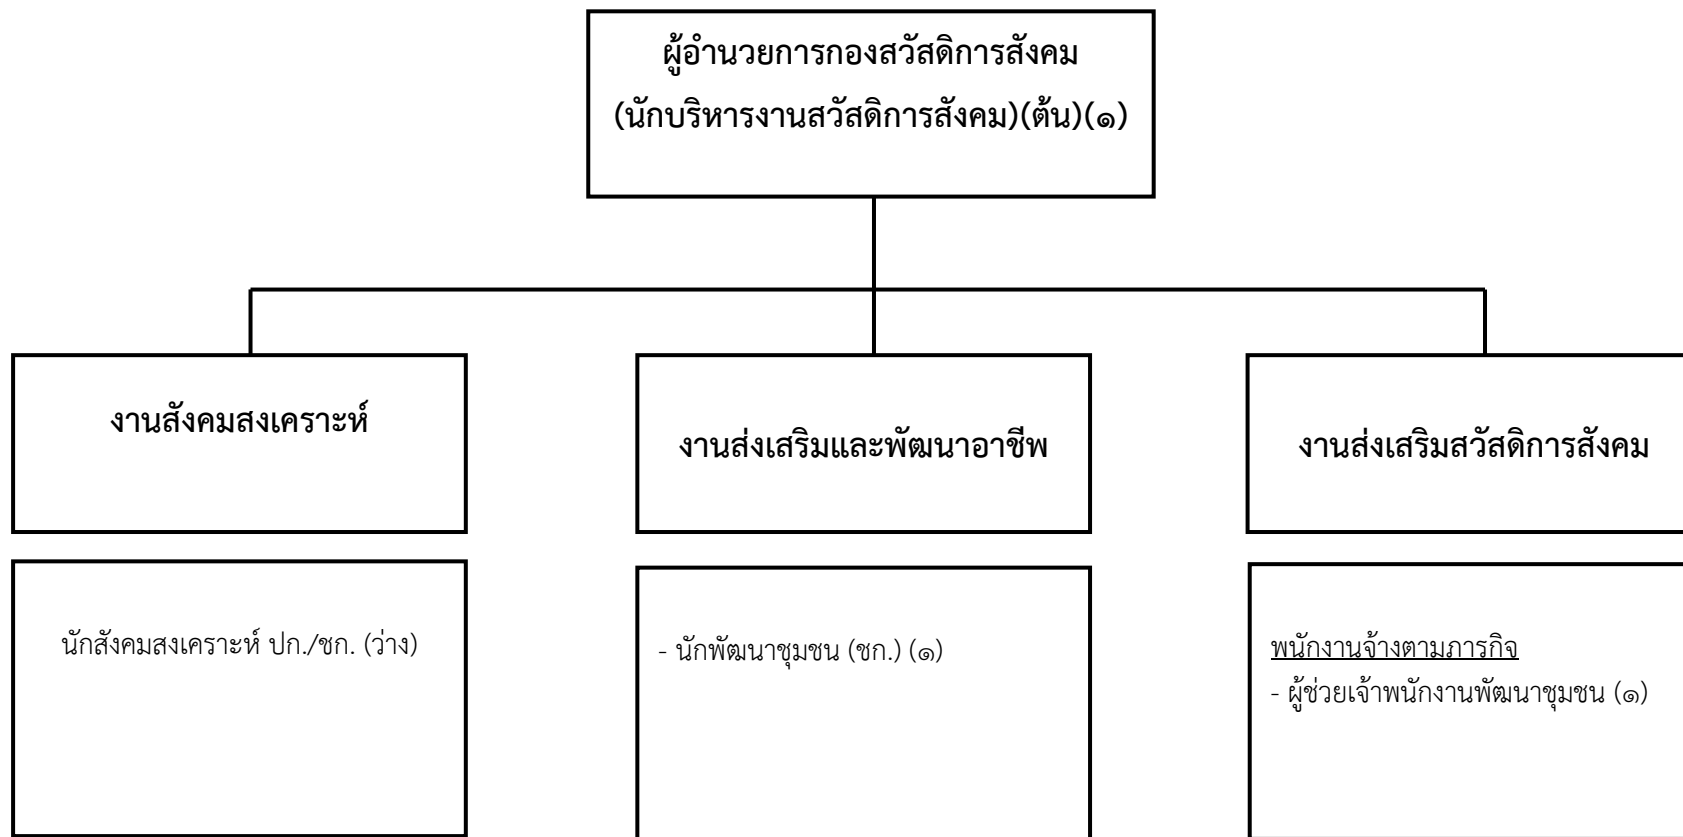 ผู้อำนวยการกองสวัสดิการสังคม
(นักบริหารงานสวัสดิการสังคม)(ต้น)(๑)
งานสังคมสงเคราะห์
งานส่งเสริมและพัฒนาอาชีพ
งานส่งเสริมสวัสดิการสังคม
นักสังคมสงเคราะห์ ปก./ชก. (ว่าง)
- นักพัฒนาชุมชน (ชก.) (๑)
พนักงานจ้างตามภารกิจ
- ผู้ช่วยเจ้าพนักงานพัฒนาชุมชน (๑)